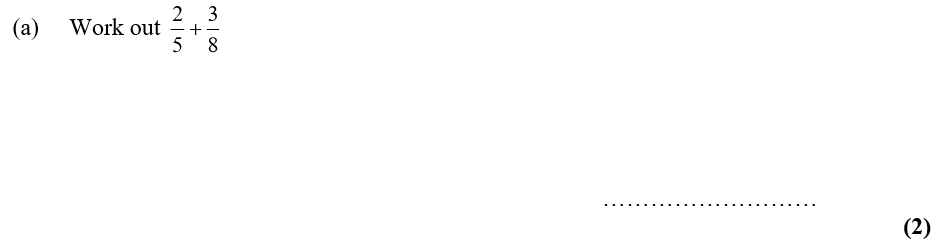 (a) Work out 2/5 + 3/8
...........................
(2)